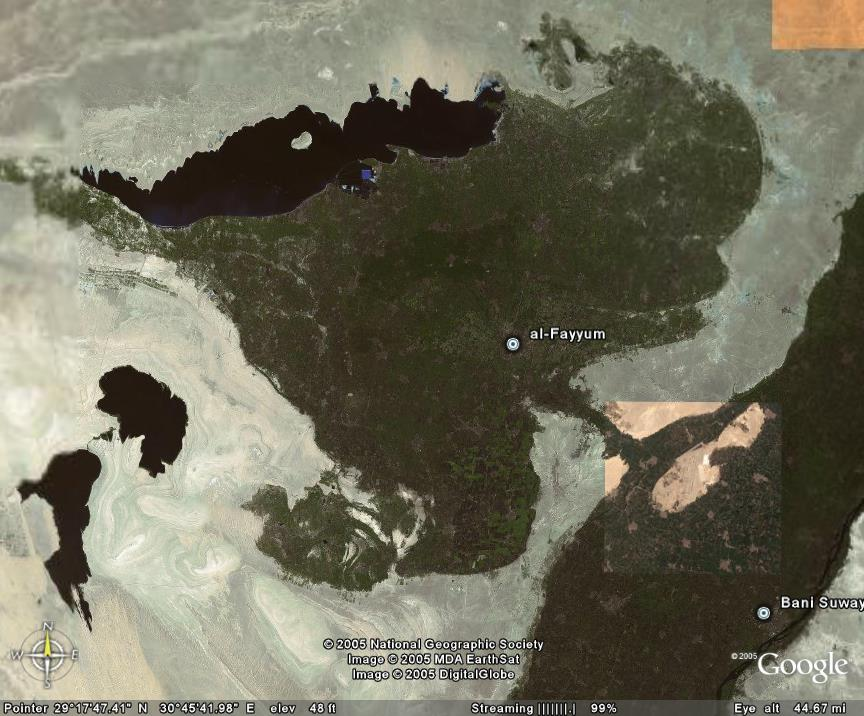 al-Fayyum
Bani Suway
N
W E
S
© 2005 National Geographic Society
Image © 2005 MDA EarthSat
Image © 2005 DigitalGlobe
© 2005 Google
Pointer 29°17'47.41" N 30°45'41.98" E elev 48 ft Streaming |||||||.| 99% Eye alt 44.67 mi